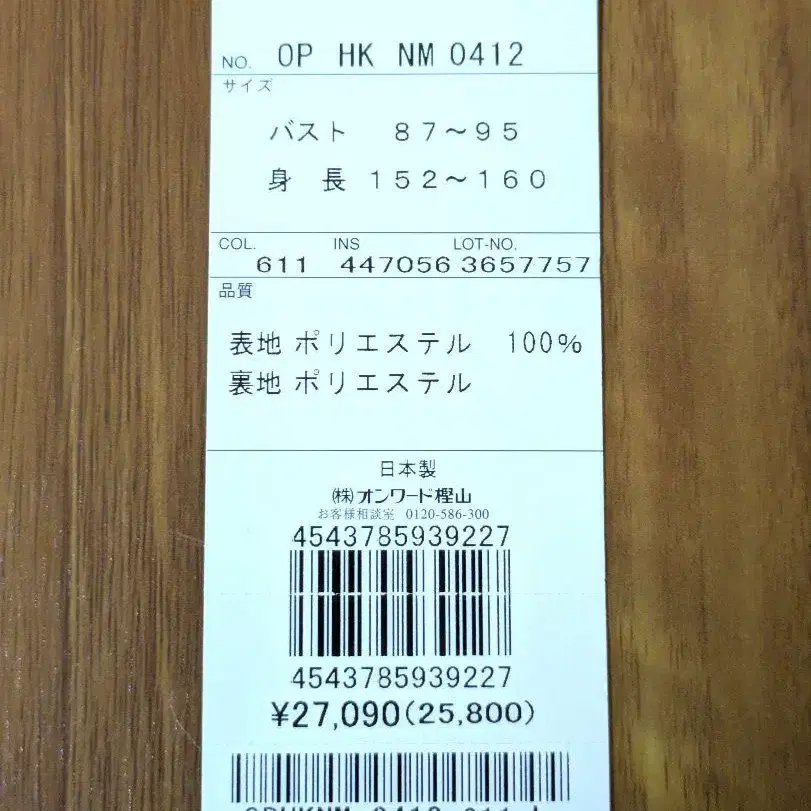 NO. OP HK NM 0412
サイズ
バスト 87～95
身 長 152～160
COL. INS LOT-NO.
611 447056 3657757
品質
表地 ポリエステル 100%
裏地 ポリエステル
日本製
㈱オンワード樫山
お客様相談室 0120-586-300
4543785939227
4543785939227
¥27,090(25,800)